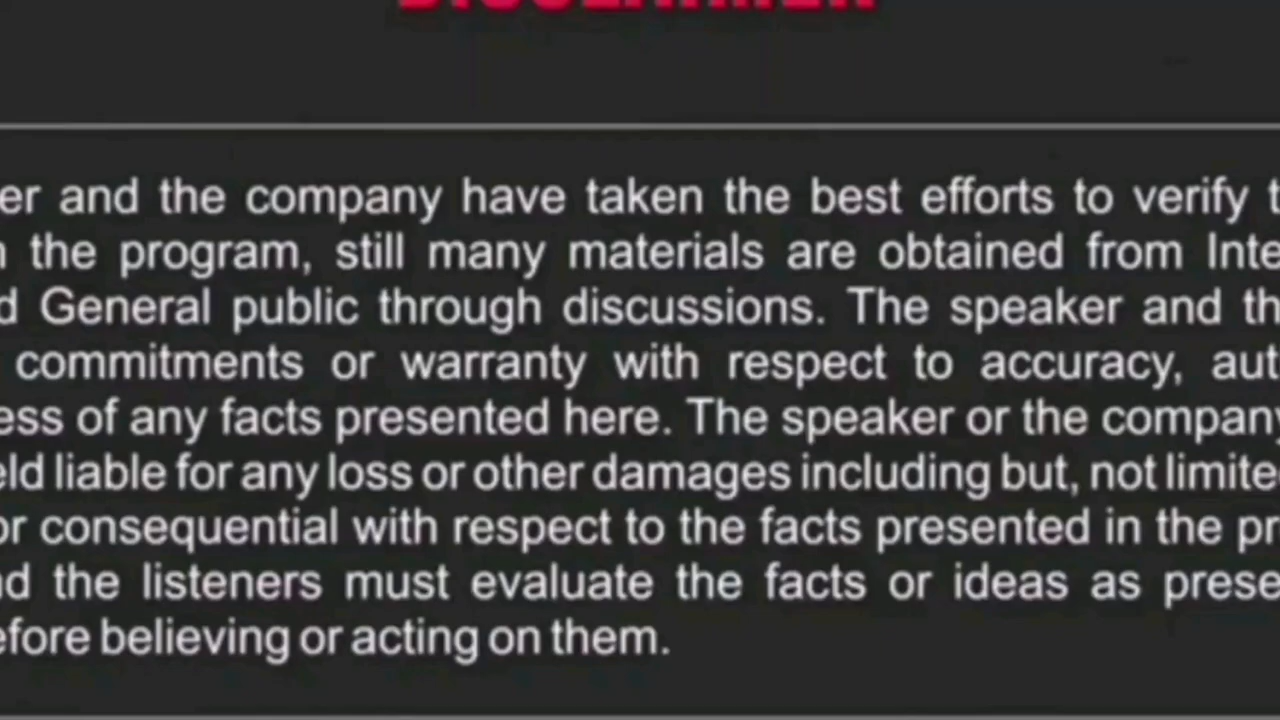 DISCLAIMER
er and the company have taken the best efforts to verify t
n the program, still many materials are obtained from Inte
d General public through discussions. The speaker and th
commitments or warranty with respect to accuracy, aut
ess of any facts presented here. The speaker or the company
eld liable for any loss or other damages including but, not limite
or consequential with respect to the facts presented in the pr
nd the listeners must evaluate the facts or ideas as prese
efore believing or acting on them.